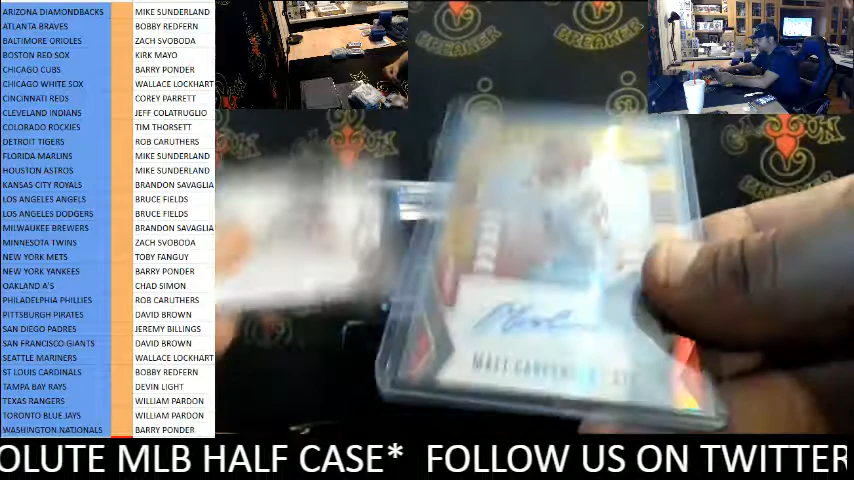 ARIZONA DIAMONDBACKS MIKE SUNDERLAND
ATLANTA BRAVES BOBBY REDFERN
BALTIMORE ORIOLES ZACH SVOBODA
BOSTON RED SOX KIRK MAYO
CHICAGO CUBS BARRY PONDER
CHICAGO WHITE SOX WALLACE LOCKHART
CINCINNATI REDS COREY PARRETT
CLEVELAND INDIANS JEFF COLATRUGLIO
COLORADO ROCKIES TIM THORSETT
DETROIT TIGERS ROB CARUTHERS
FLORIDA MARLINS MIKE SUNDERLAND
HOUSTON ASTROS MIKE SUNDERLAND
KANSAS CITY ROYALS BRANDON SAVAGLIA
LOS ANGELS ANGELS BRUCE FIELDS
LOS ANGELES DODGERS BRUCE FIELDS
MILWAUKEE BREWERS BRANDON SAVAGLIA
MINNESOTA TWINS ZACH SVOBODA
NEW YORK METS TOBY FANGUY
NEW YORK YANKEES BARRY PONDER
OAKLAND A'S CHAD SIMON
PHILADELPHIA PHILLIES ROB CARUTHERS
PITTSBURGH PIRATES DAVID BROWN
SAN DIEGO PADRES JEREMY BILLINGS
SAN FRANCISCO GIANTS DAVID BROWN
SEATTLE MARINERS WALLACE LOCKHART
ST LOUIS CARDINALS BOBBY REDFERN
TAMPA BAY RAYS DEVIN LIGHT
TEXAS RANGERS WILLIAM PARDON
TORONTO BLUE JAYS WILLIAM PARDON
WASHINGTON NATIONALS BARRY PONDER
BREAKER
BREAKER
BREAKER
MATT
OLUTE MLB HALF CASE* FOLLOW US ON TWITTER